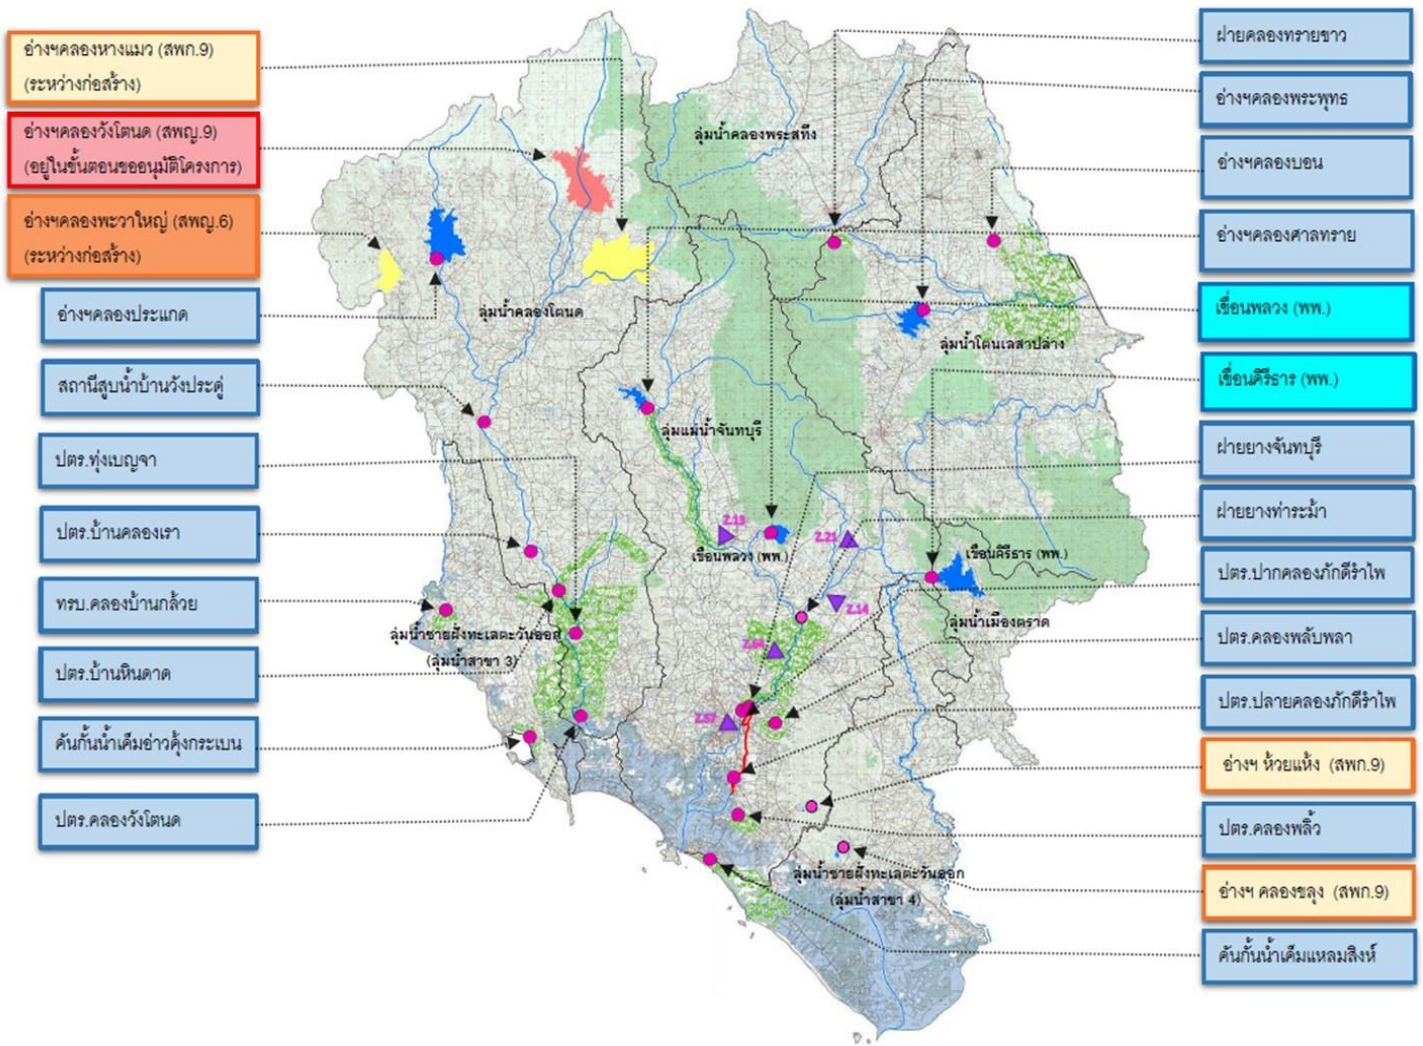 อ่างฯคลองหางแมว (สพก.9)
(ระหว่างก่อสร้าง)
อ่างฯคลองวังโตนด (สพญ.9)
(อยู่ในขั้นตอนขออนุมัติโครงการ)
อ่างฯคลองพะวาใหญ่ (สพญ.6)
(ระหว่างก่อสร้าง)
อ่างฯคลองประแกด
สถานีสูบน้ำบ้านวังประดู่
ปตร.ทุ่งเบญจา
ปตร.บ้านคลองเรา
ทรบ.คลองบ้านกล้วย
ปตร.บ้านหินดาด
คันกั้นน้ำเค็มอ่าวคุ้งกระเบน
ปตร.คลองวังโตนด
ลุ่มน้ำคลองพระสทึง
ลุ่มน้ำคลองโตนด
ลุ่มน้ำโตนเลสาปล่าง
ลุ่มแม่น้ำจันทบุรี
Z.13
เขื่อนพลวง (พพ.)
Z.21
เขื่อนคิรีธาร (พพ.)
Z.14
ลุ่มน้ำเมืองตราด
ลุ่มน้ำชายฝั่งทะเลตะวันออก
(ลุ่มน้ำสาขา 3)
Z.57
ลุ่มน้ำชายฝั่งทะเลตะวันออก
(ลุ่มน้ำสาขา 4)
ฝายคลองทรายขาว
อ่างฯคลองพระพุทธ
อ่างฯคลองบอน
อ่างฯคลองศาลทราย
เขื่อนพลวง (พพ.)
เขื่อนคิรีธาร (พพ.)
ฝายยางจันทบุรี
ฝายยางท่าระม้า
ปตร.ปากคลองภักดีรำไพ
ปตร.คลองพลับพลา
ปตร.ปลายคลองภักดีรำไพ
อ่างฯ ห้วยแห้ง (สพก.9)
ปตร.คลองพลิ้ว
อ่างฯ คลองขลุง (สพก.9)
คันกั้นน้ำเค็มแหลมสิงห์